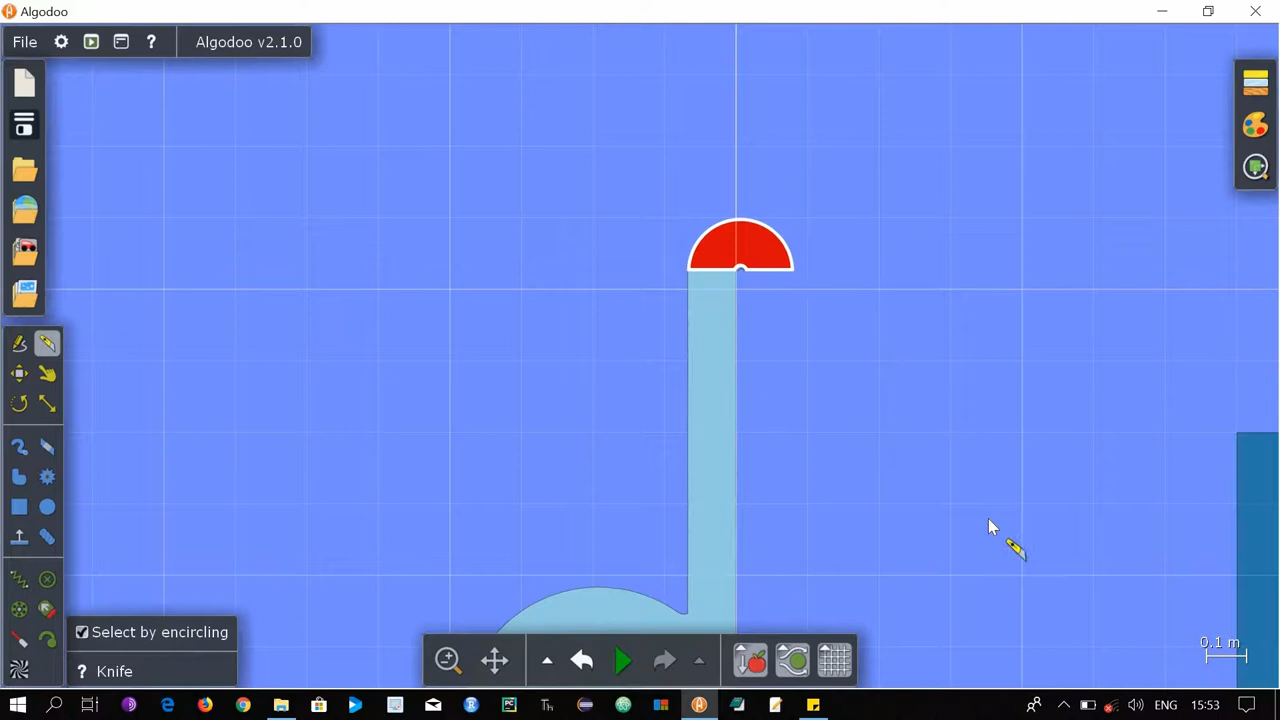 Algodoo
File ? Algodoo v2.1.0
Select by encircling
? Knife
0.1 m
ENG 15:53